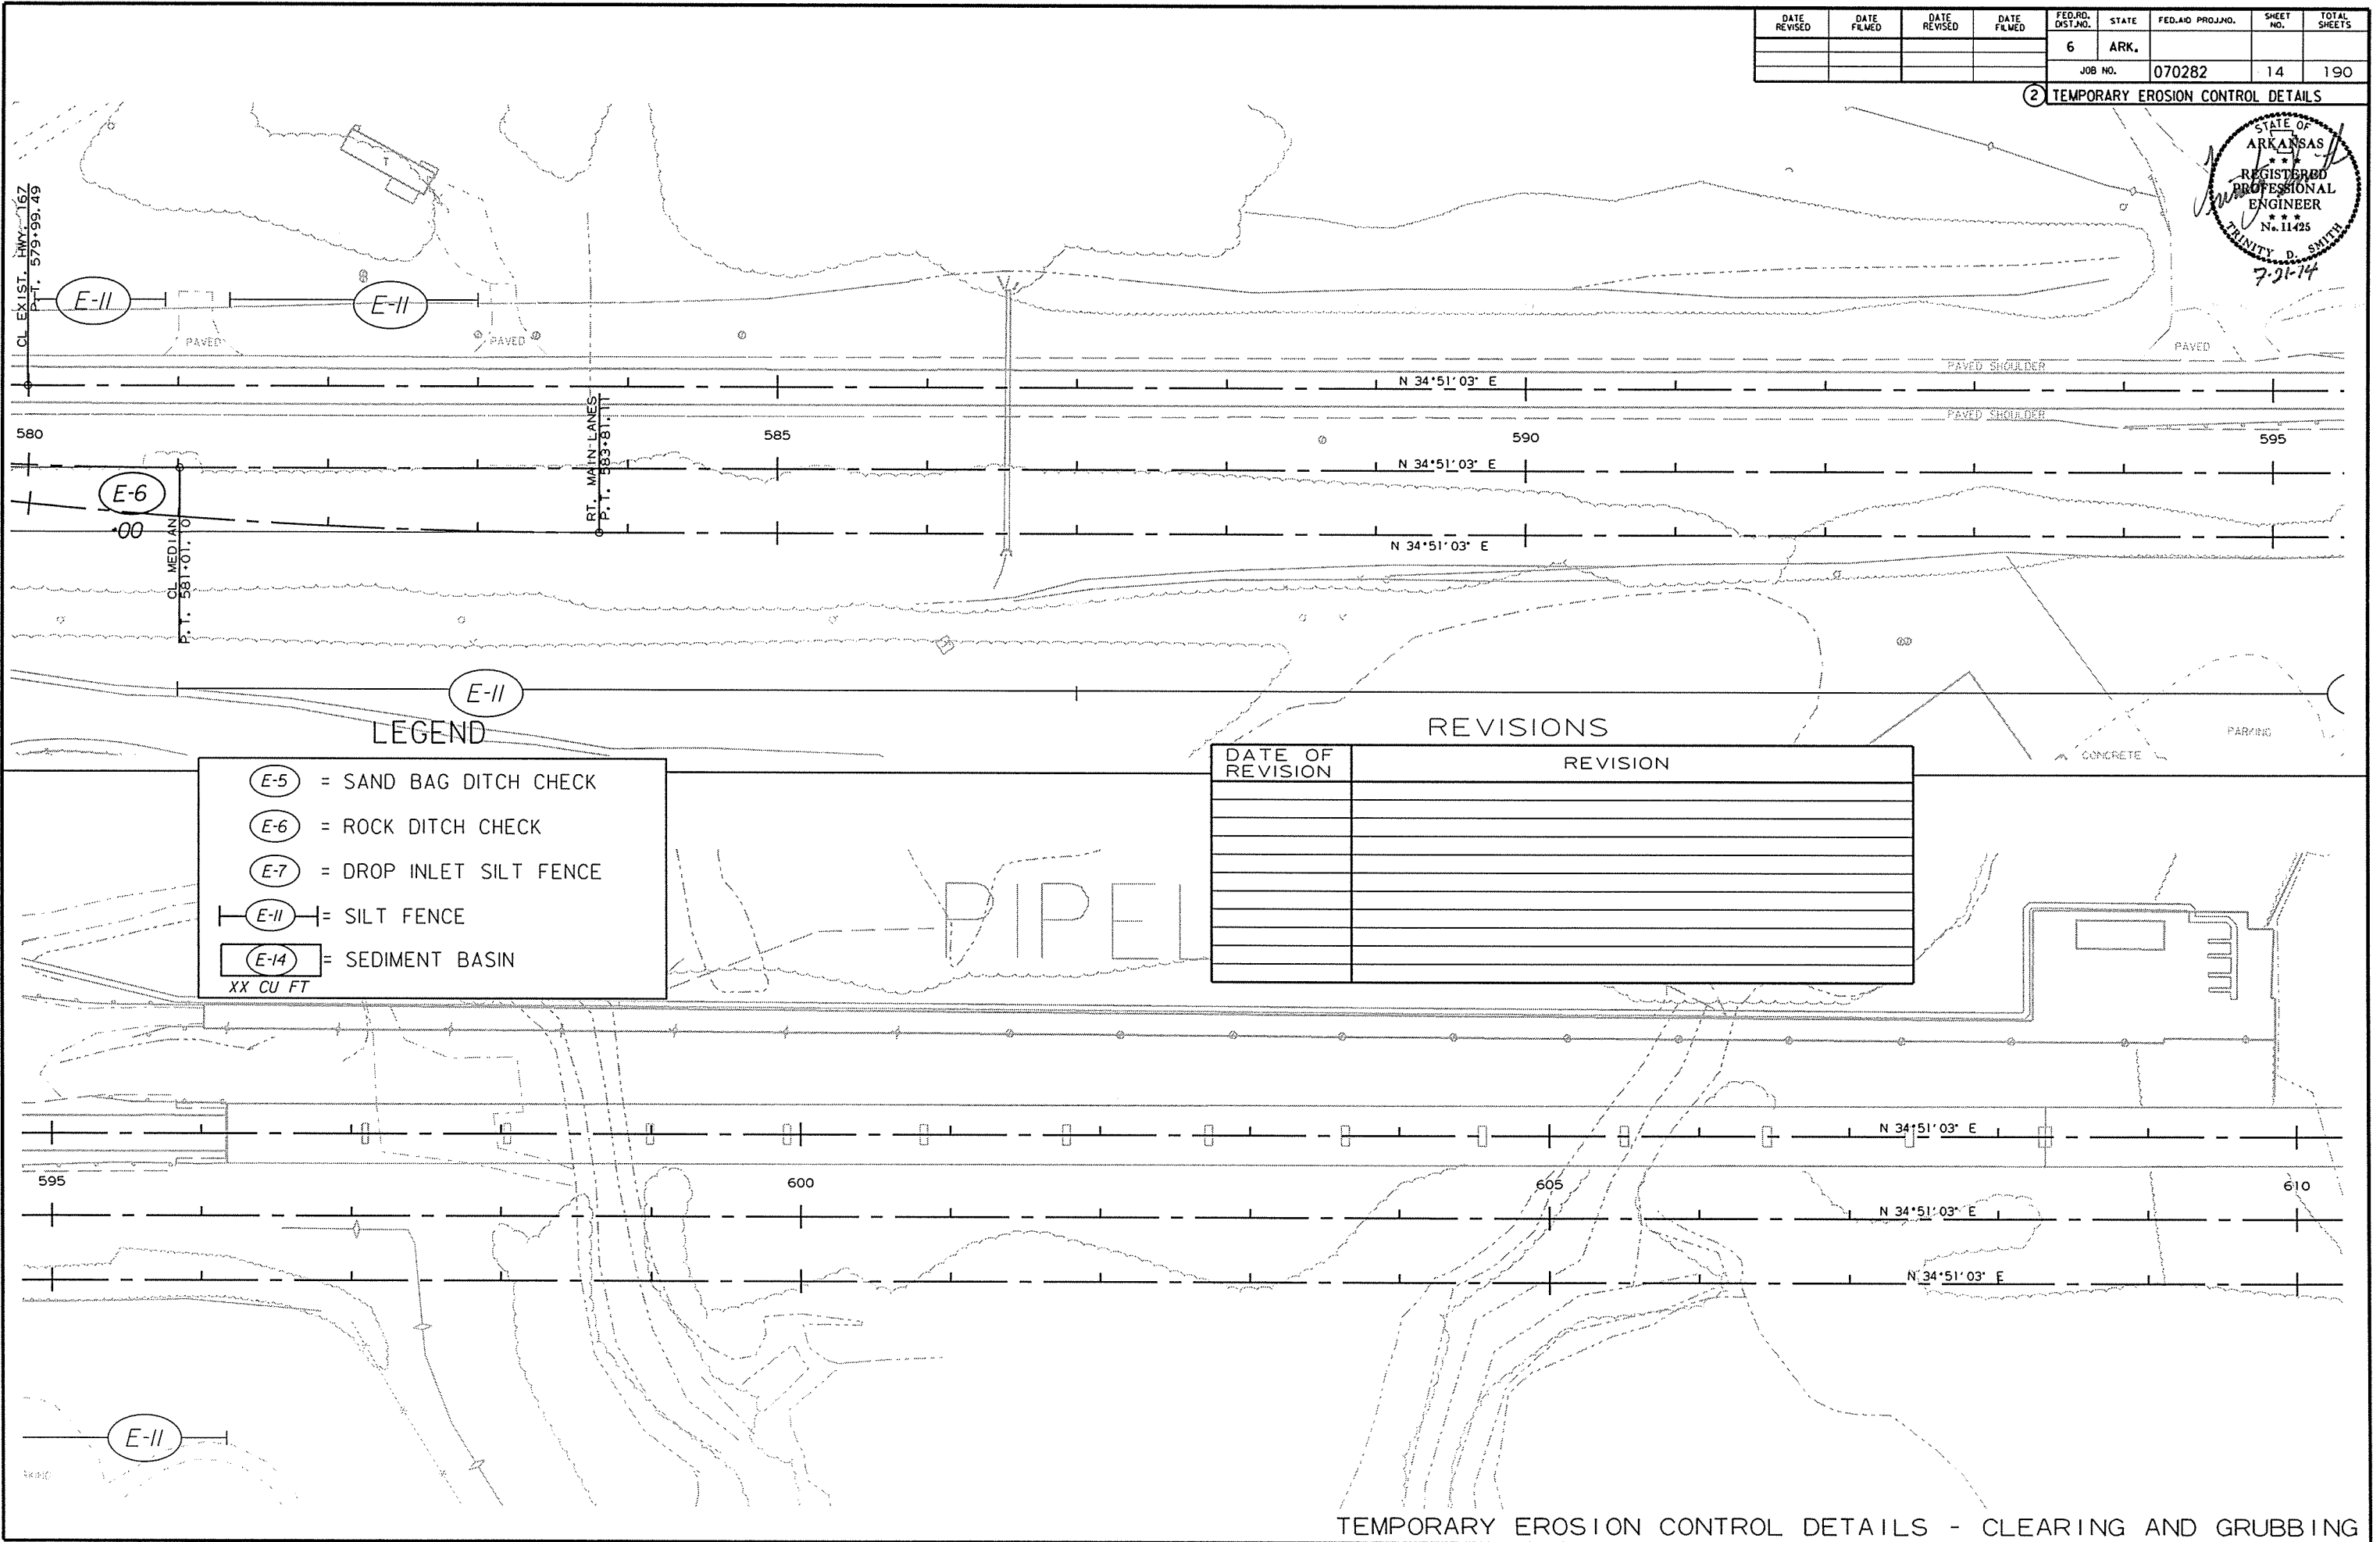 DATE REVISED
DATE FILMED
DATE REVISED
DATE FILMED
FED.RD. DIST.NO.
STATE
FED.AID PROJ.NO.
SHEET NO.
TOTAL SHEETS
6
ARK.
JOB NO.
070282
14
190
2
TEMPORARY EROSION CONTROL DETAILS
STATE OF
ARKANSAS
★ ★ ★
REGISTERED
PROFESSIONAL
ENGINEER
★ ★ ★
No. 11425
TRINITY D. SMITH
7-21-14
CL EXIST. HWY. 167
P.T. 579+99.49
E-11
E-11
T
PAVED
PAVED
PAVED
PAVED SHOULDER
N 34°51'03" E
PAVED SHOULDER
580
585
590
595
RT. MAIN LANES
P.T. 583+81.11
N 34°51'03" E
E-6
+00
CL MEDIAN
P.T. 581+01.10
N 34°51'03" E
E-11
PARKING
CONCRETE
LEGEND
E-5 = SAND BAG DITCH CHECK
E-6 = ROCK DITCH CHECK
E-7 = DROP INLET SILT FENCE
E-11 = SILT FENCE
E-14 = SEDIMENT BASIN
XX CU FT
REVISIONS
DATE OF REVISION
REVISION
PIPEL
N 34°51'03" E
595
600
605
610
N 34°51'03" E
N 34°51'03" E
E-11
TEMPORARY EROSION CONTROL DETAILS - CLEARING AND GRUBBING